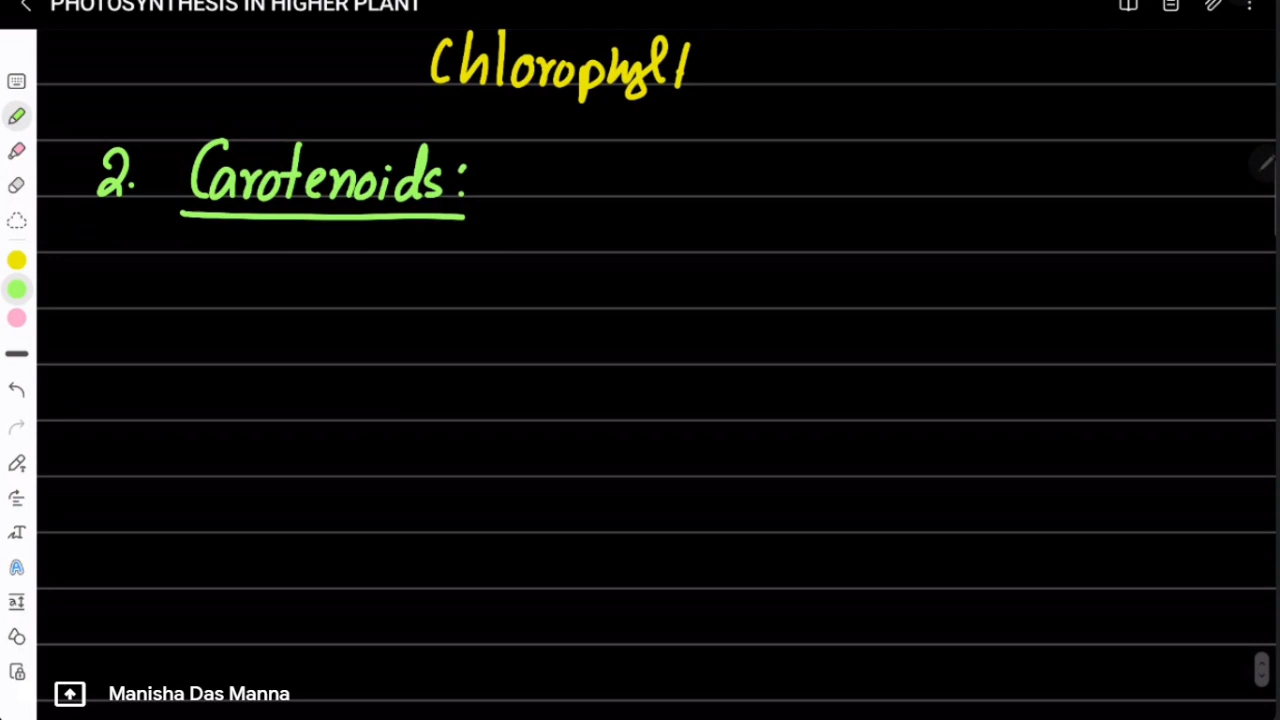 PHOTOSYNTHESIS IN HIGHER PLANT
Chlorophyll
2. Carotenoids:
Manisha Das Manna